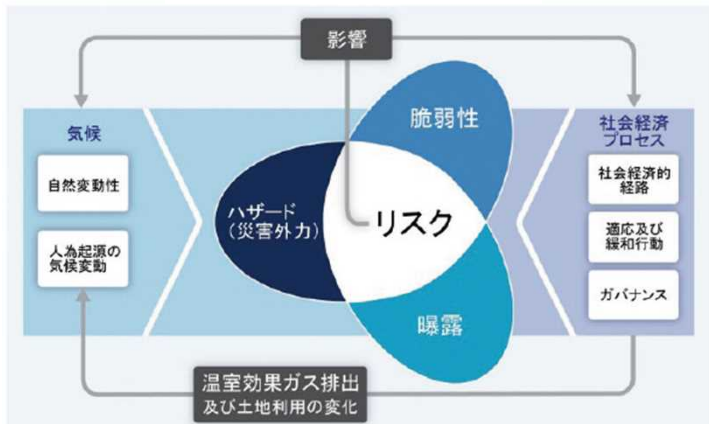 影響
気候
自然変動性
人為起源の
気候変動
ハザード
(災害外力)
脆弱性
リスク
曝露
社会経済
プロセス
社会経済的
経路
適応及び
緩和行動
ガバナンス
温室効果ガス排出
及び土地利用の変化